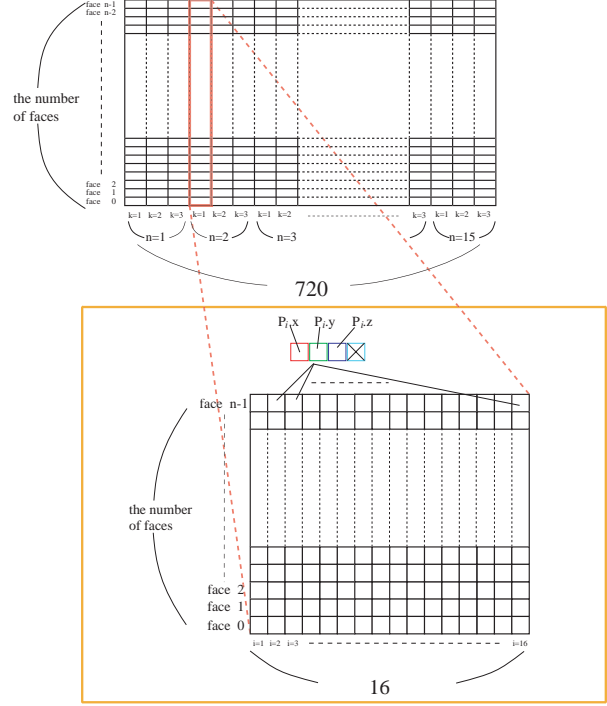 face n-1
face n-2
the number
of faces
face 2
face 1
face 0
k=1 k=2 k=3 k=1 k=2 k=3 k=1 k=2 k=3 k=1 k=2 k=3
n=1 n=2 n=3 n=15
720
Pi.x Pi.y Pi.z
face n-1
the number
of faces
face 2
face 1
face 0
i=1 i=2 i=3 i=16
16